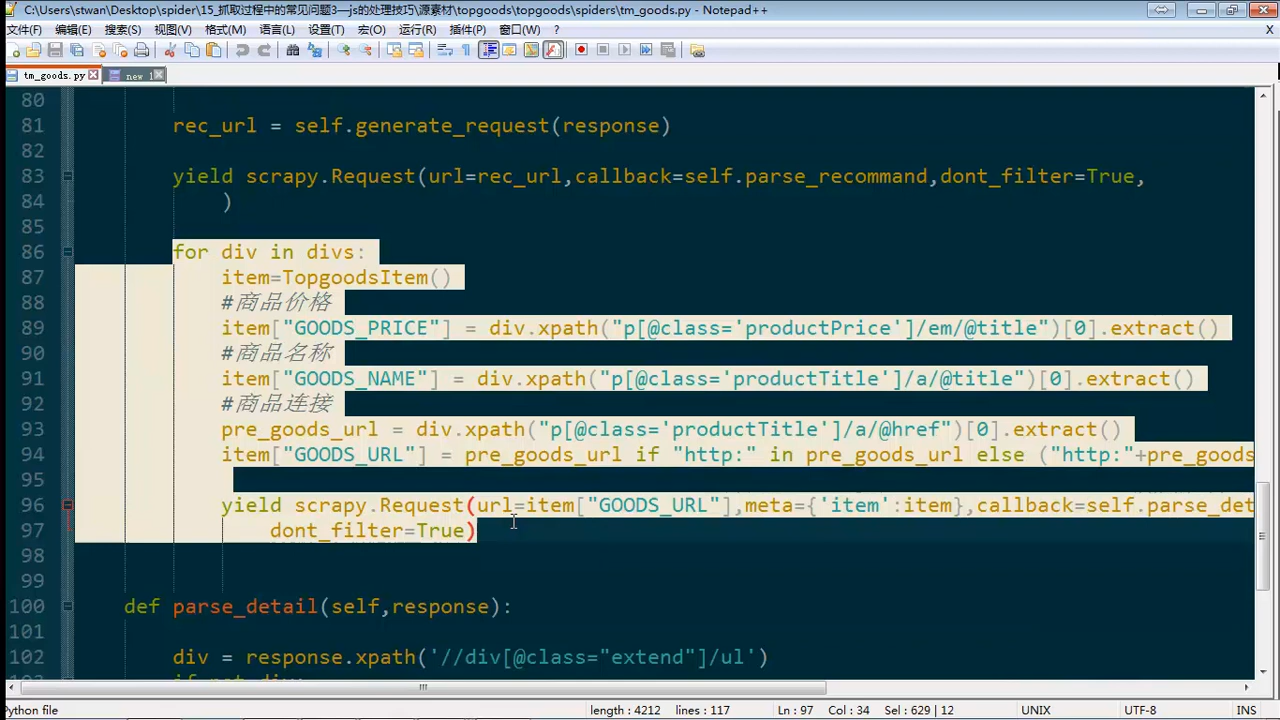 C:\Users\stwan\Desktop\spider\15_抓取过程中的常见问题3—js的处理技巧\源素材\topgoods\topgoods\spiders\tm_goods.py - Notepad++
文件(F) 编辑(E) 搜索(S) 视图(V) 格式(M) 语言(L) 设置(T) 宏(O) 运行(R) 插件(P) 窗口(W) ? X
tm_goods.py new 1
80
81 rec_url = self.generate_request(response)
82
83 yield scrapy.Request(url=rec_url,callback=self.parse_recommand,dont_filter=True,
84 )
85
86 for div in divs:
87 item=TopgoodsItem()
88 #商品价格
89 item["GOODS_PRICE"] = div.xpath("p[@class='productPrice']/em/@title")[0].extract()
90 #商品名称
91 item["GOODS_NAME"] = div.xpath("p[@class='productTitle']/a/@title")[0].extract()
92 #商品连接
93 pre_goods_url = div.xpath("p[@class='productTitle']/a/@href")[0].extract()
94 item["GOODS_URL"] = pre_goods_url if "http:" in pre_goods_url else ("http:"+pre_goods
95
96 yield scrapy.Request(url=item["GOODS_URL"],meta={'item':item},callback=self.parse_det
97 dont_filter=True)
98
99
100 def parse_detail(self,response):
101
102 div = response.xpath('//div[@class="extend"]/ul')
if not div:
Python file length : 4212 lines : 117 Ln : 97 Col : 34 Sel : 629 | 12 UNIX UTF-8 INS